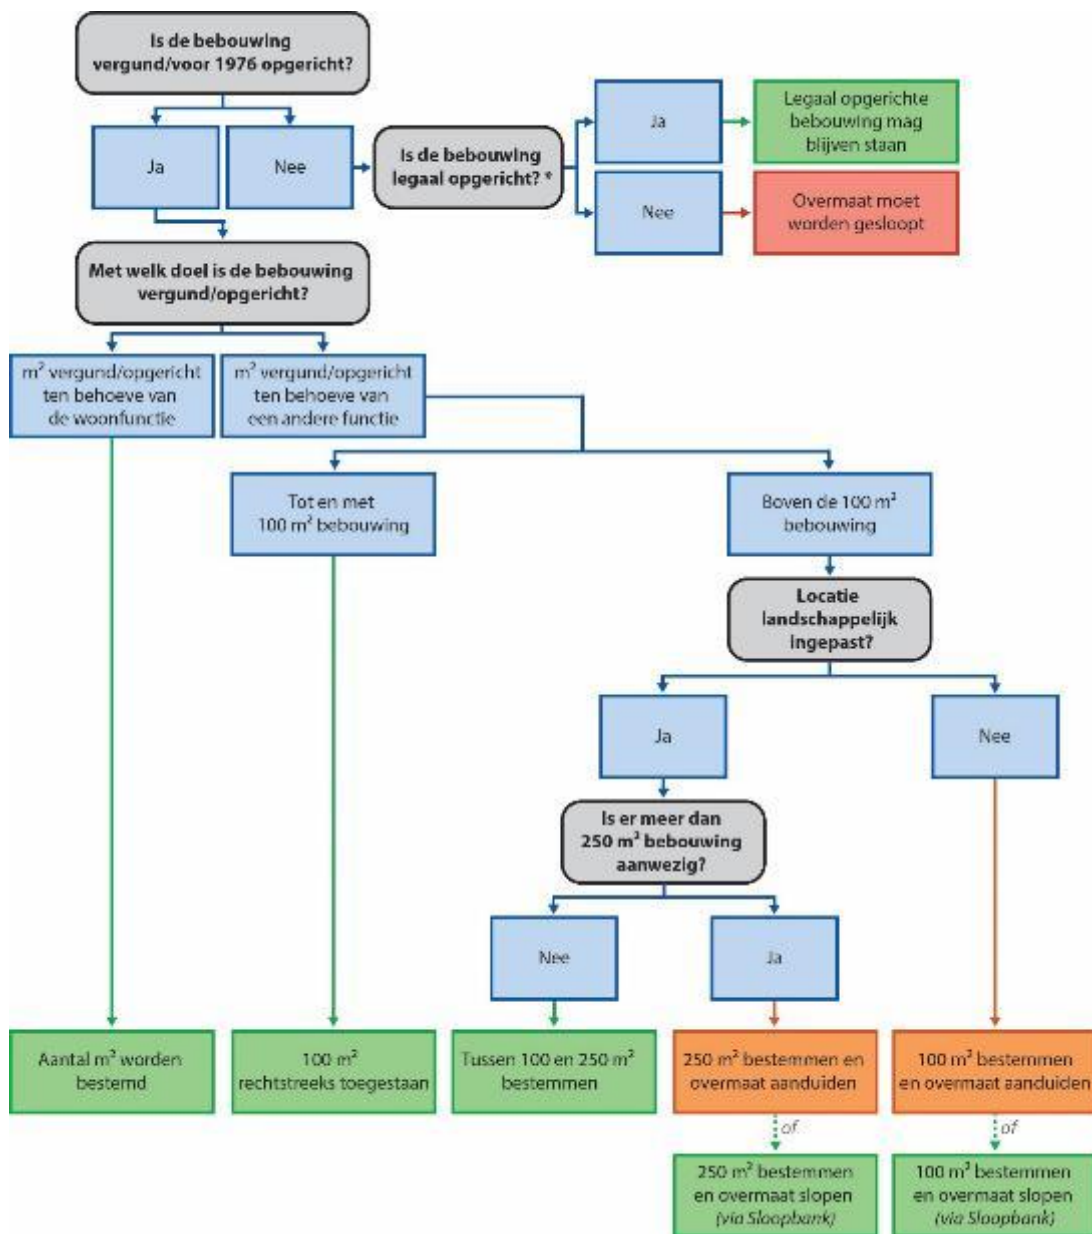 Is de bebouwing
vergund/voor 1976 opgericht?
Ja
Nee
Is de bebouwing
legaal opgericht? *
Ja
Legaal opgerichte
bebouwing mag
blijven staan
Nee
Overmaat moet
worden gesloopt
Met welk doel is de bebouwing
vergund/opgericht?
m² vergund/opgericht
ten behoeve van
de woonfunctie
m² vergund/opgericht
ten behoeve van
een andere functie
Tot en met
100 m² bebouwing
Boven de 100 m²
bebouwing
Locatie
landschappelijk
ingepast?
Ja
Nee
Is er meer dan
250 m² bebouwing
aanwezig?
Nee
Ja
Aantal m² worden
bestemd
100 m²
rechtstreeks toegestaan
Tussen 100 en 250 m²
bestemmen
250 m² bestemmen en
overmaat aanduiden
100 m² bestemmen
en overmaat aanduiden
of
of
250 m² bestemmen
en overmaat slopen
(via Sloopbank)
100 m² bestemmen
en overmaat slopen
(via Sloopbank)